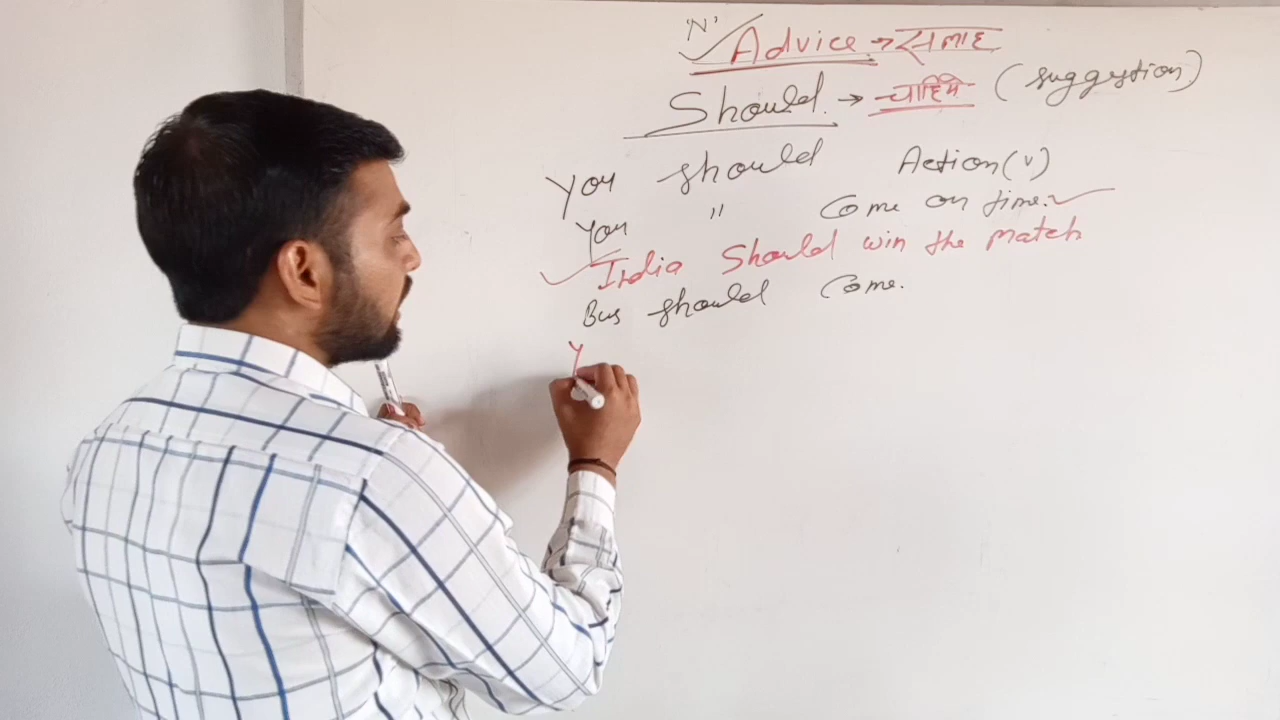 'N'
Advice → सलाह
Should → चाहिये (suggestion)
You should Action(v)
You " Come on time.
India Should win the Match
Bus should Come.
Y